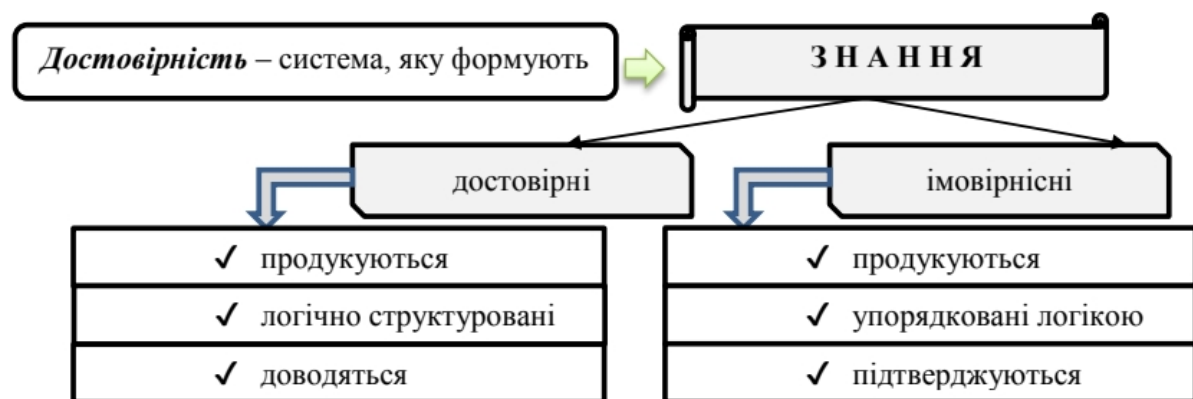 Достовірність – система, яку формують
З Н А Н Н Я
достовірні
імовірнісні
✓ продукуються
✓ логічно структуровані
✓ доводяться
✓ продукуються
✓ упорядковані логікою
✓ підтверджуються